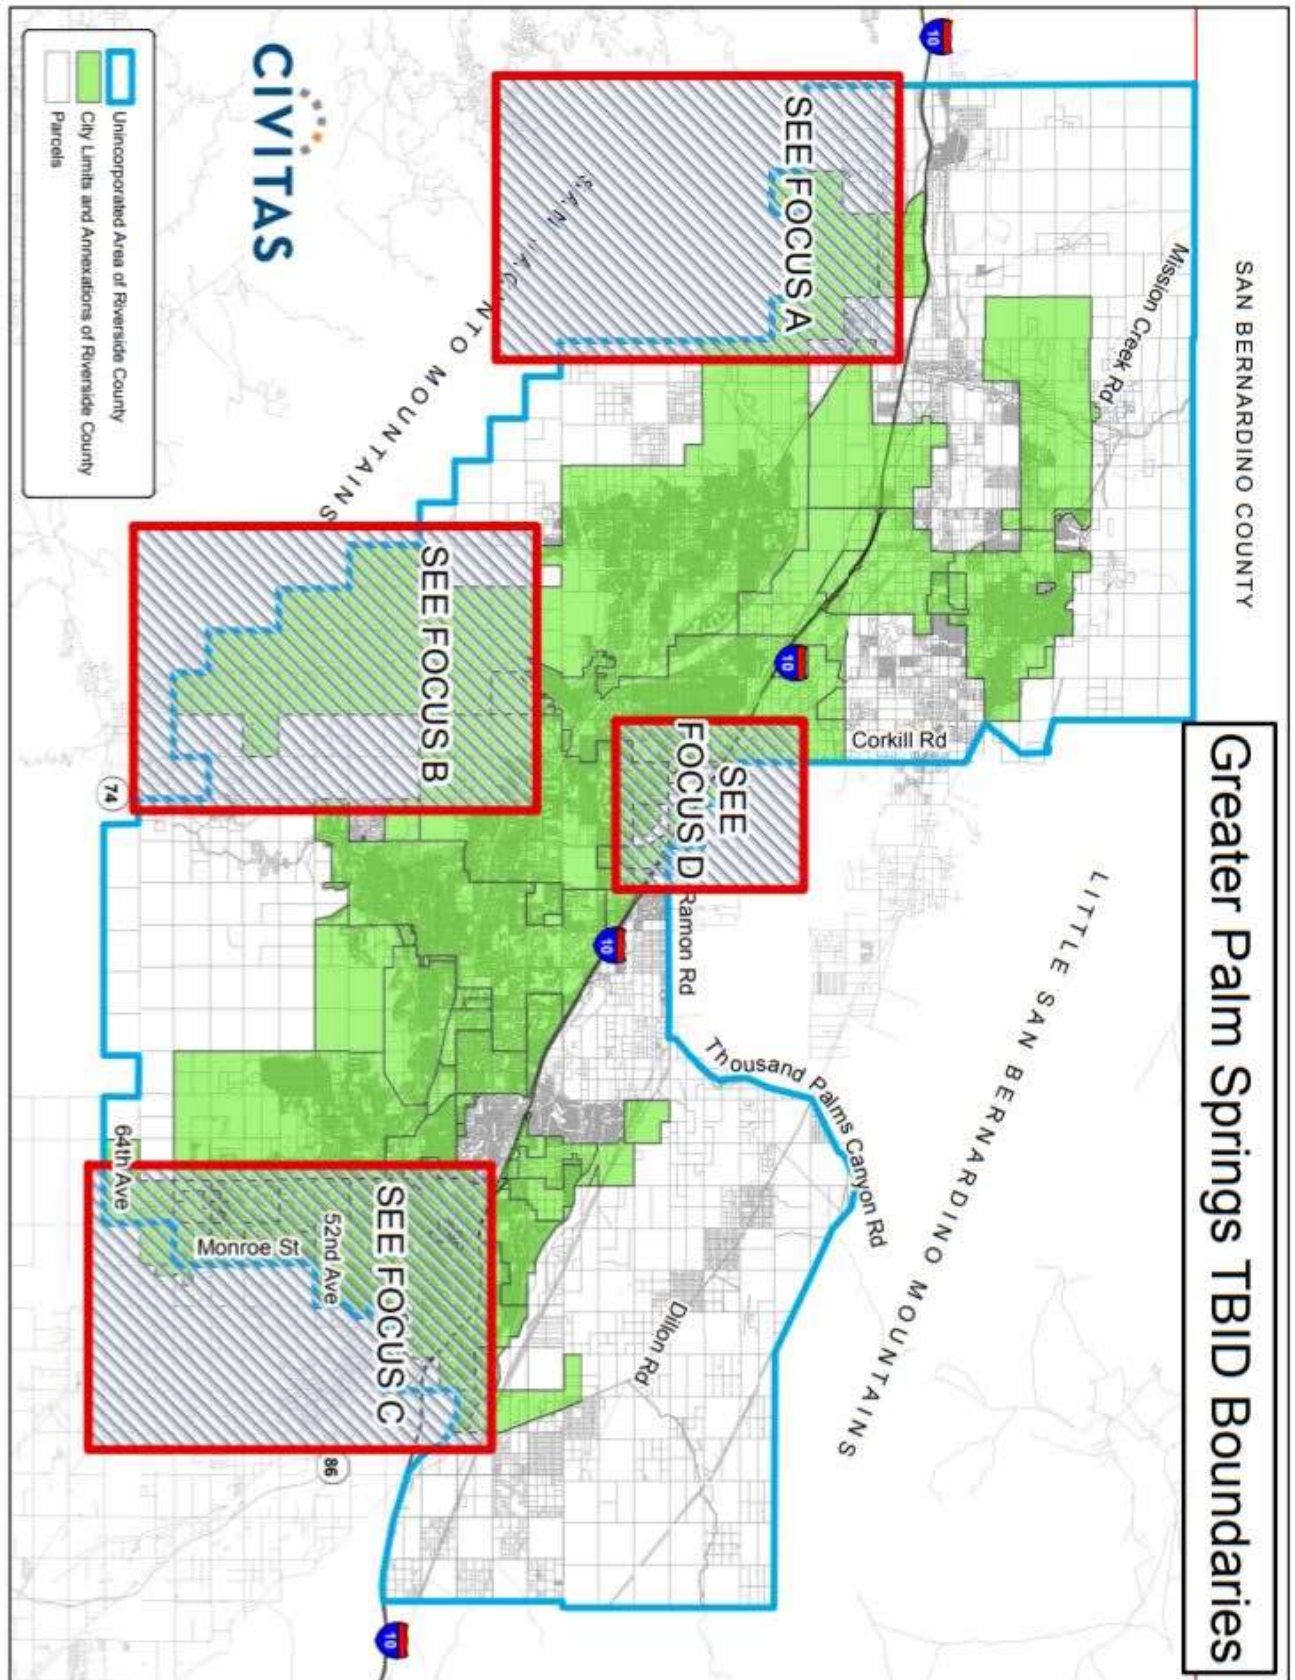 Greater Palm Springs TBID Boundaries
SAN BERNARDINO COUNTY
10
Mission Creek Rd
SEE FOCUS A
SAN JACINTO MOUNTAINS
LITTLE SAN BERNARDINO MOUNTAINS
10
Corkill Rd
SEE
FOCUS D
Ramon Rd
10
Thousand Palms Canyon Rd
SEE FOCUS B
74
Dillon Rd
SEE FOCUS C
52nd Ave
Monroe St
64th Ave
86
10
CIVITAS
Unincorporated Area of Riverside County
City Limits and Annexations of Riverside County
Parcels